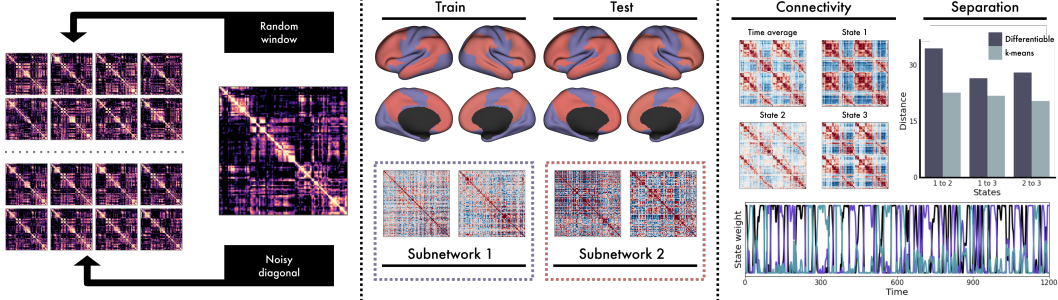 Random
window
Noisy
diagonal
Train
Test
Subnetwork 1
Subnetwork 2
Connectivity
Time average
State 1
State 2
State 3
Separation
Differentiable
k-means
Distance
30
15
0
1 to 2
1 to 3
2 to 3
States
State weight
0
300
600
900
1200
Time